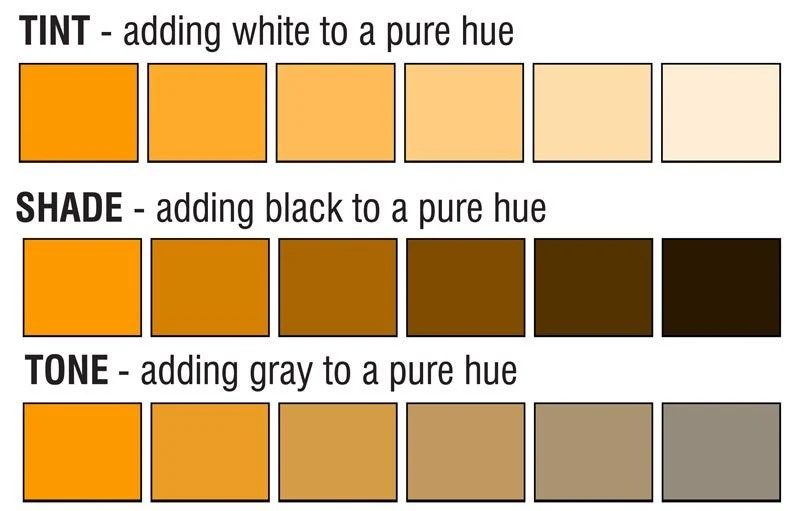 TINT - adding white to a pure hue
SHADE - adding black to a pure hue
TONE - adding gray to a pure hue